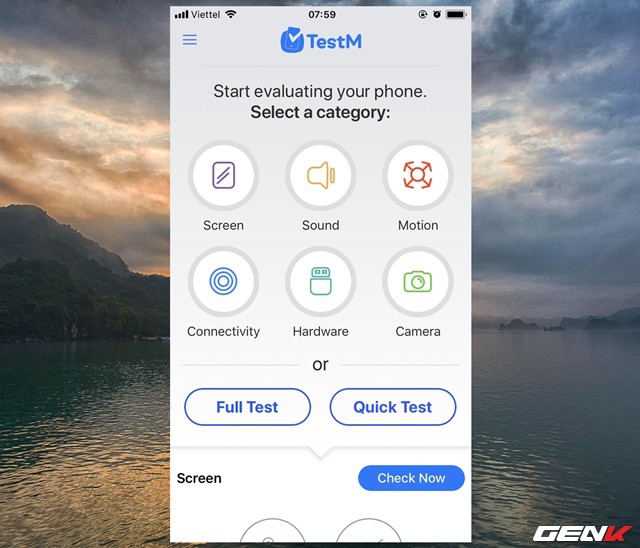 Viettel 07:59
TestM
Start evaluating your phone.
Select a category:
Screen Sound Motion
Connectivity Hardware Camera
or
Full Test Quick Test
Screen Check Now
GENK